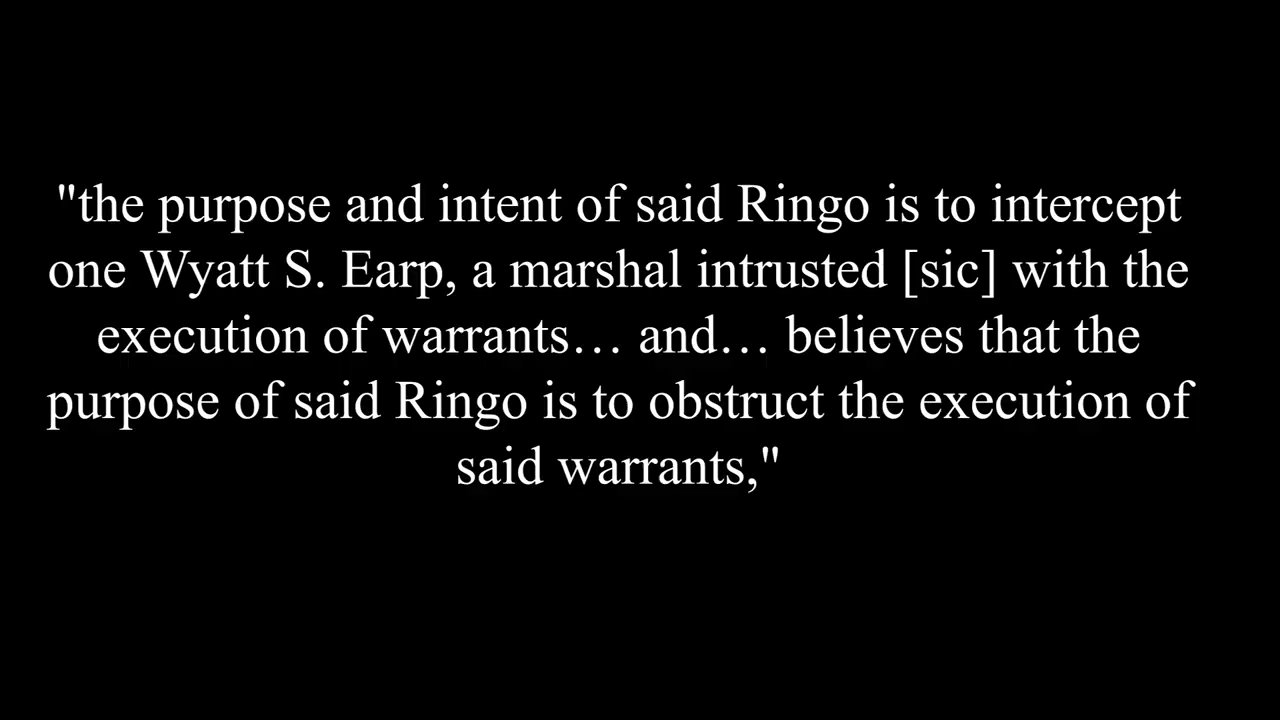 "the purpose and intent of said Ringo is to intercept
one Wyatt S. Earp, a marshal intrusted [sic] with the
execution of warrants… and… believes that the
purpose of said Ringo is to obstruct the execution of
said warrants,"